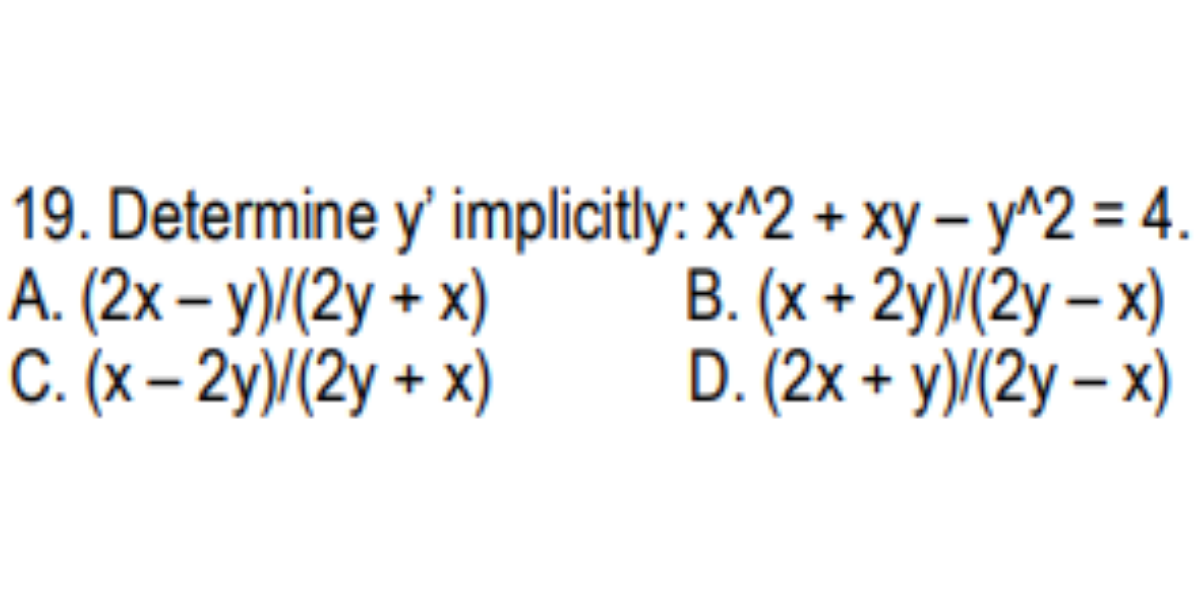 19. Determine y’ implicitly: x^2 + xy – y^2 = 4.
A. (2x – y)/(2y + x) B. (x + 2y)/(2y – x)
C. (x – 2y)/(2y + x) D. (2x + y)/(2y – x)